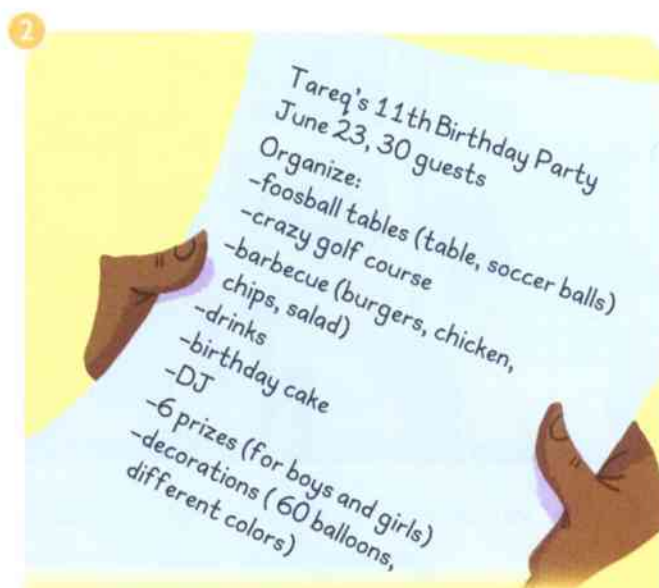 2
Tareq's 11th Birthday Party
June 23, 30 guests
Organize:
-foosball tables (table, soccer balls)
-crazy golf course
-barbecue (burgers, chicken,
chips, salad)
-drinks
-birthday cake
-DJ
-6 prizes (for boys and girls)
-decorations (60 balloons,
different colors)